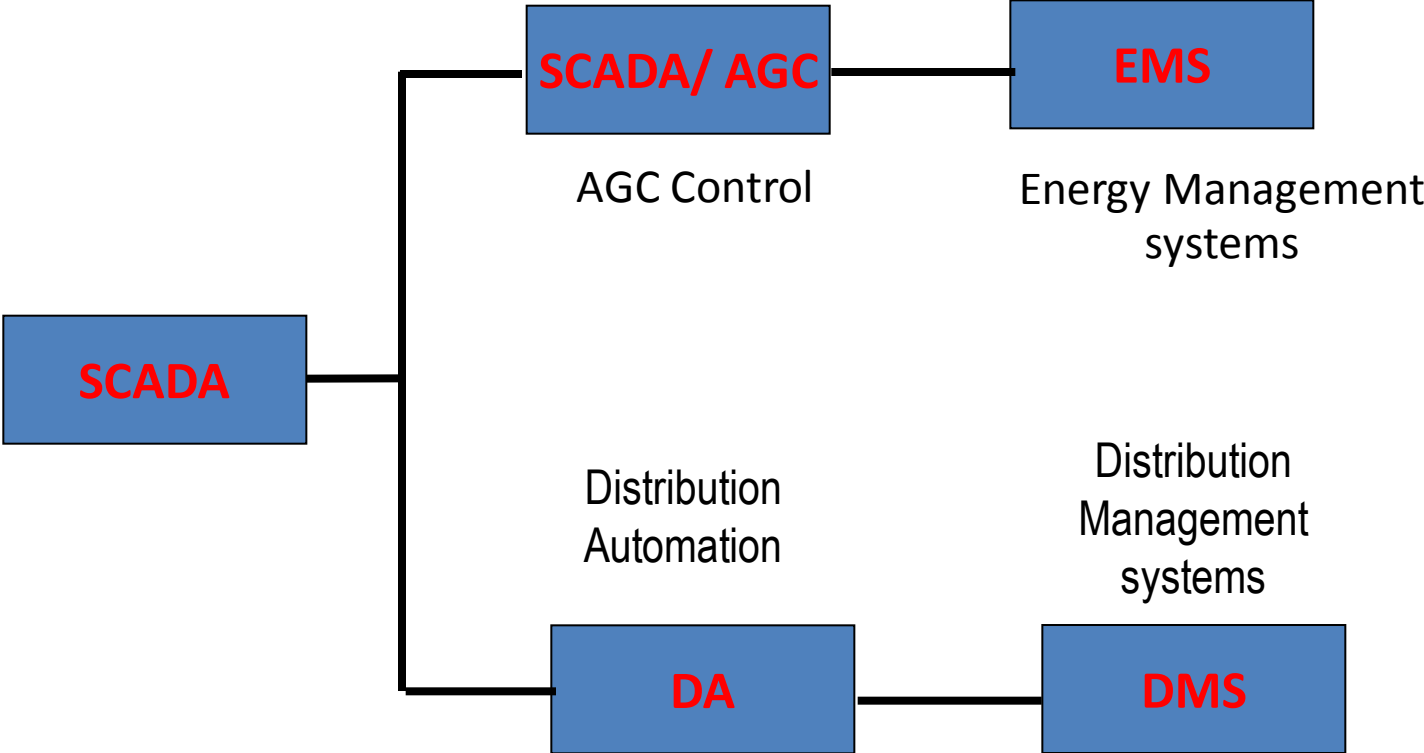 SCADA/ AGC
EMS
AGC Control
Energy Management
systems
SCADA
Distribution
Automation
Distribution
Management
systems
DA
DMS